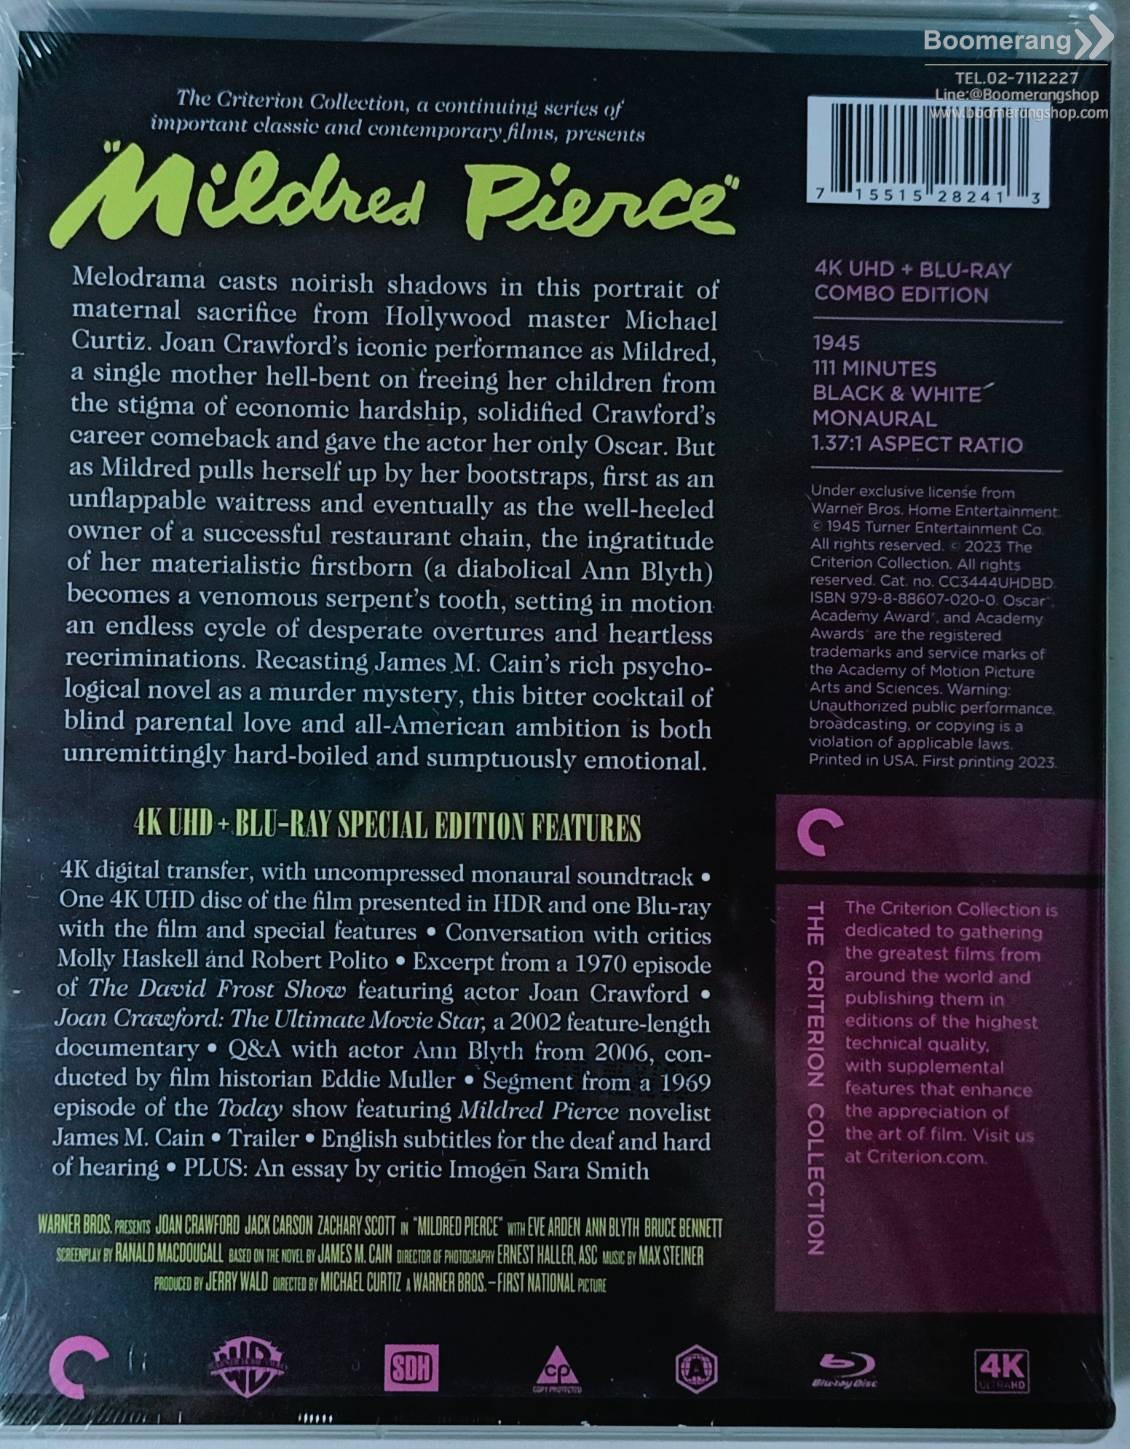 Boomerang
TEL.02-7112227
Line:@Boomerangshop
www.boomerangshop.com
The Criterion Collection, a continuing series of
important classic and contemporary films, presents
"Mildred Pierce"
Melodrama casts noirish shadows in this portrait of
maternal sacrifice from Hollywood master Michael
Curtiz. Joan Crawford's iconic performance as Mildred,
a single mother hell-bent on freeing her children from
the stigma of economic hardship, solidified Crawford's
career comeback and gave the actor her only Oscar. But
as Mildred pulls herself up by her bootstraps, first as an
unflappable waitress and eventually as the well-heeled
owner of a successful restaurant chain, the ingratitude
of her materialistic firstborn (a diabolical Ann Blyth)
becomes a venomous serpent's tooth, setting in motion
an endless cycle of desperate overtures and heartless
recriminations. Recasting James M. Cain's rich psycho-
logical novel as a murder mystery, this bitter cocktail of
blind parental love and all-American ambition is both
unremittingly hard-boiled and sumptuously emotional.
4K UHD + BLU-RAY SPECIAL EDITION FEATURES
4K digital transfer, with uncompressed monaural soundtrack •
One 4K UHD disc of the film presented in HDR and one Blu-ray
with the film and special features • Conversation with critics
Molly Haskell and Robert Polito • Excerpt from a 1970 episode
of The David Frost Show featuring actor Joan Crawford •
Joan Crawford: The Ultimate Movie Star, a 2002 feature-length
documentary • Q&A with actor Ann Blyth from 2006, con-
ducted by film historian Eddie Muller • Segment from a 1969
episode of the Today show featuring Mildred Pierce novelist
James M. Cain • Trailer • English subtitles for the deaf and hard
of hearing • PLUS: An essay by critic Imogen Sara Smith
WARNER BROS. PRESENTS JOAN CRAWFORD JACK CARSON ZACHARY SCOTT IN "MILDRED PIERCE" WITH EVE ARDEN ANN BLYTH BRUCE BENNETT
SCREENPLAY BY RANALD MACDOUGALL BASED ON THE NOVEL BY JAMES M. CAIN DIRECTOR OF PHOTOGRAPHY ERNEST HALLER, ASC MUSIC BY MAX STEINER
PRODUCED BY JERRY WALD DIRECTED BY MICHAEL CURTIZ A WARNER BROS.–FIRST NATIONAL PICTURE
7 15515 28241 3
4K UHD + BLU-RAY
COMBO EDITION
1945
111 MINUTES
BLACK & WHITE
MONAURAL
1.37:1 ASPECT RATIO
Under exclusive license from
Warner Bros. Home Entertainment.
© 1945 Turner Entertainment Co.
All rights reserved. © 2023 The
Criterion Collection. All rights
reserved. Cat. no. CC3444UHDBD.
ISBN 979-8-88607-020-0. Oscar®,
Academy Award®, and Academy
Awards® are the registered
trademarks and service marks of
the Academy of Motion Picture
Arts and Sciences. Warning:
Unauthorized public performance,
broadcasting, or copying is a
violation of applicable laws.
Printed in USA. First printing 2023.
THE CRITERION COLLECTION
The Criterion Collection is
dedicated to gathering
the greatest films from
around the world and
publishing them in
editions of the highest
technical quality,
with supplemental
features that enhance
the appreciation of
the art of film. Visit us
at Criterion.com.
SDH
CP
COPY PROTECTED
A
Blu-ray Disc
4K
ULTRA HD